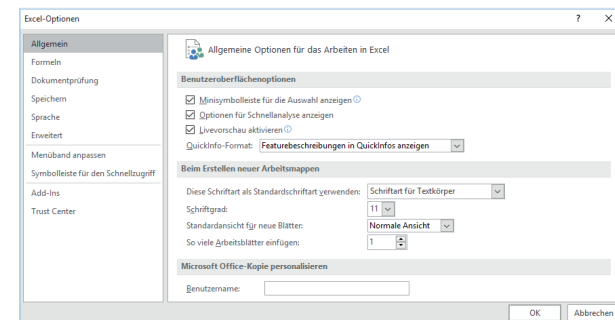 Excel-Optionen
? X
Allgemein
Formeln
Dokumentprüfung
Speichern
Sprache
Erweitert
Menüband anpassen
Symbolleiste für den Schnellzugriff
Add-Ins
Trust Center
Allgemeine Optionen für das Arbeiten in Excel
Benutzeroberflächenoptionen
Minisymbolleiste für die Auswahl anzeigen
Optionen für Schnellanalyse anzeigen
Livevorschau aktivieren
QuickInfo-Format: Featurebeschreibungen in QuickInfos anzeigen
Beim Erstellen neuer Arbeitsmappen
Diese Schriftart als Standardschriftart verwenden: Schriftart für Textkörper
Schriftgrad: 11
Standardansicht für neue Blätter: Normale Ansicht
So viele Arbeitsblätter einfügen: 1
Microsoft Office-Kopie personalisieren
Benutzername:
OK Abbrechen